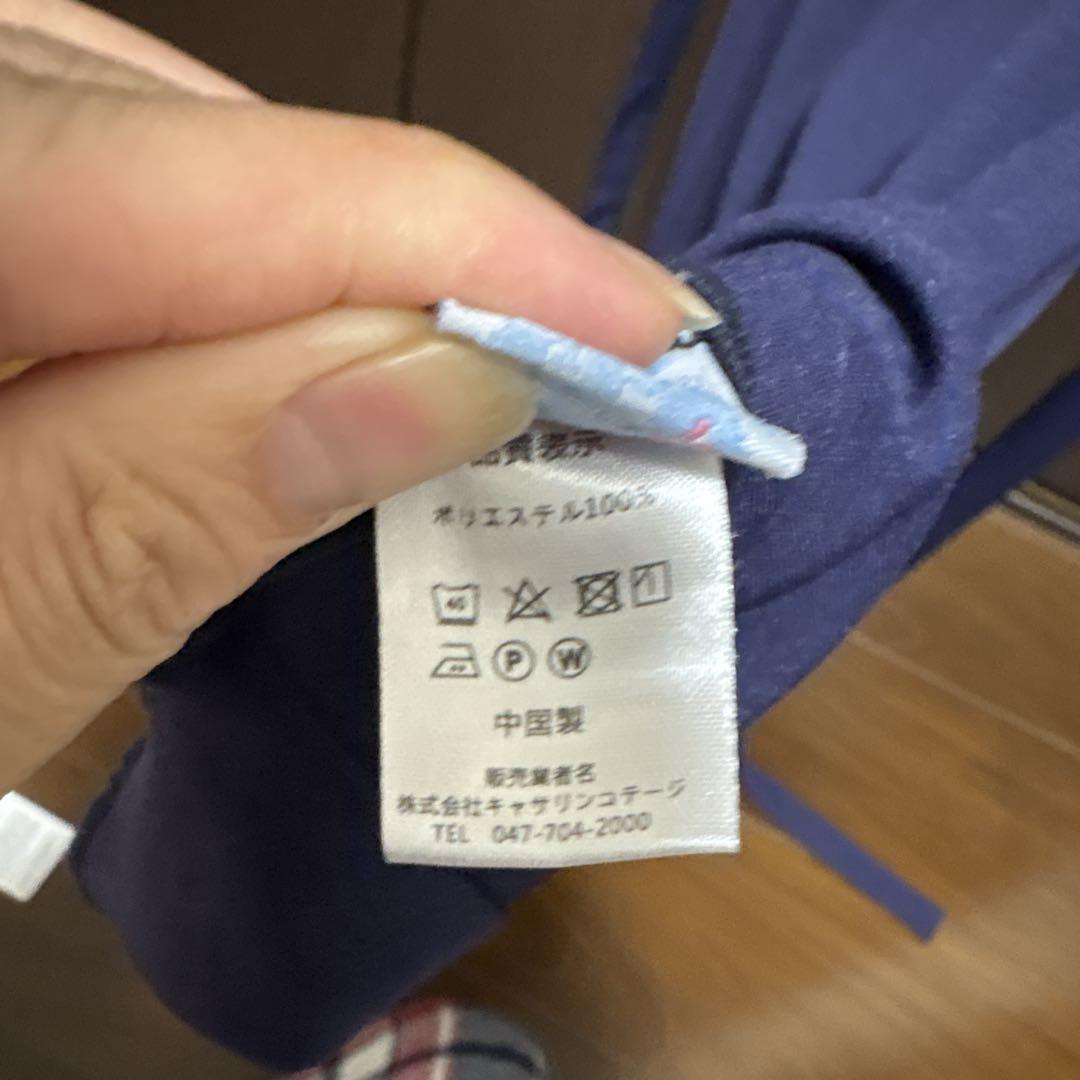 品質表示
ポリエステル100%
40
P W
中国製
販売業者名
株式会社キャサリンコテージ
TEL 047-704-2000